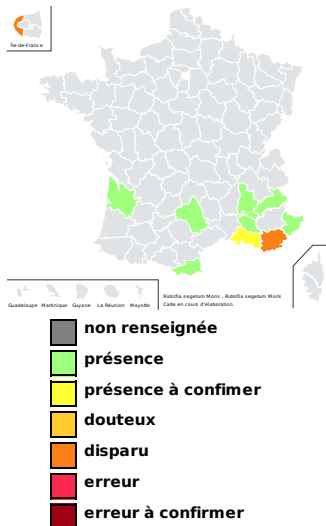 Île-de-France
Guadeloupe Martinique Guyane La Réunion Mayotte
Ridolfia segetum Moris , Ridolfia segetum Moris
Carte en cours d'élaboration.
non renseignée
présence
présence à confimer
douteux
disparu
erreur
erreur à confirmer